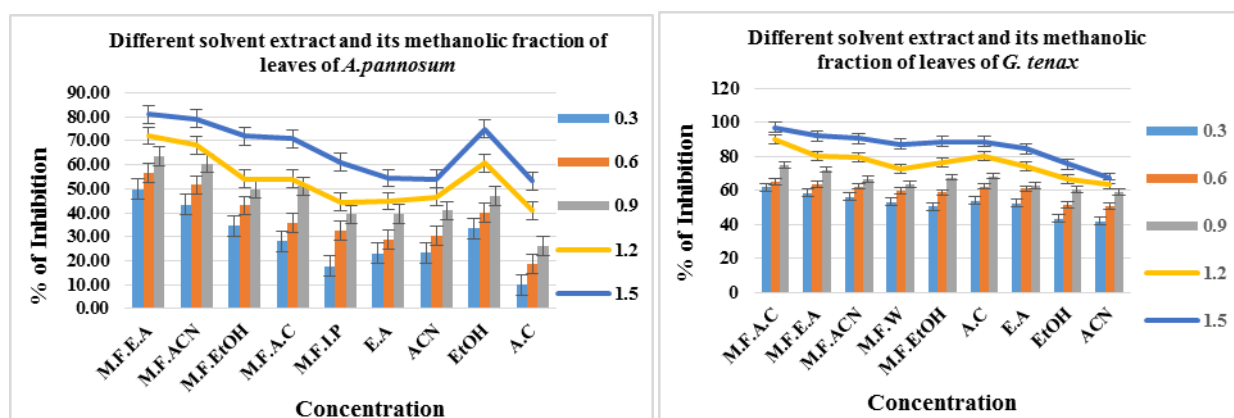 Different solvent extract and its methanolic fraction of
leaves of A.pannosum
90.00
80.00
70.00
60.00
50.00
40.00
30.00
20.00
10.00
0.00
% of Inibition
M.F.E.A
M.F.ACN
M.F.EtOH
M.F.A.C
M.F.I.P
E.A
ACN
EtOH
A.C
Concentration
0.3
0.6
0.9
1.2
1.5
Different solvent extract and its methanolic
fraction of leaves of G. tenax
120
100
80
60
40
20
0
% of Inhibition
M.F.A.C
M.F.E.A
M.F.ACN
M.F.W
M.F.EtOH
A.C
E.A
EtOH
ACN
Concentration
0.3
0.6
0.9
1.2
1.5